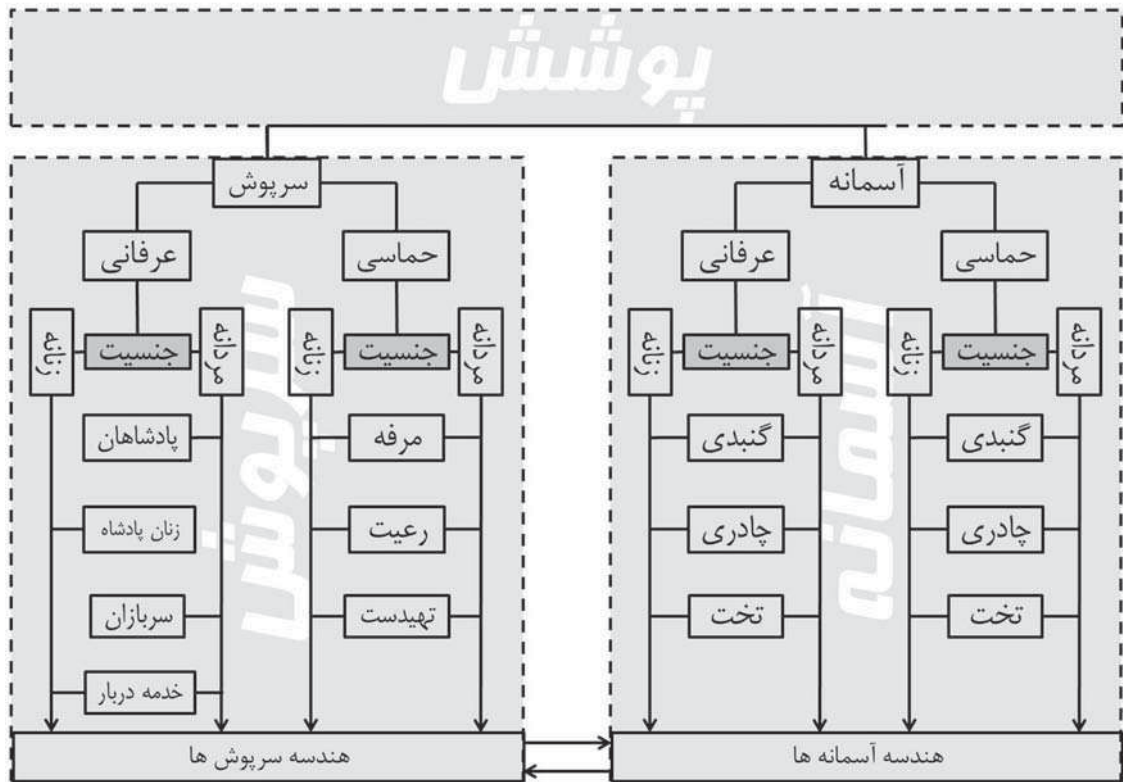 پوشش
آسمانه
سرپوش
حماسی
عرفانی
حماسی
عرفانی
مردانه
جنسیت
زنانه
مردانه
جنسیت
زنانه
مردانه
جنسیت
زنانه
مردانه
جنسیت
زنانه
گنبدی
گنبدی
مرفه
پادشاهان
چادری
چادری
رعیت
زنان پادشاه
تخت
تخت
تهیدست
سربازان
خدمه دربار
آسمانه
سرپوش
هندسه آسمانه ها
هندسه سرپوش ها